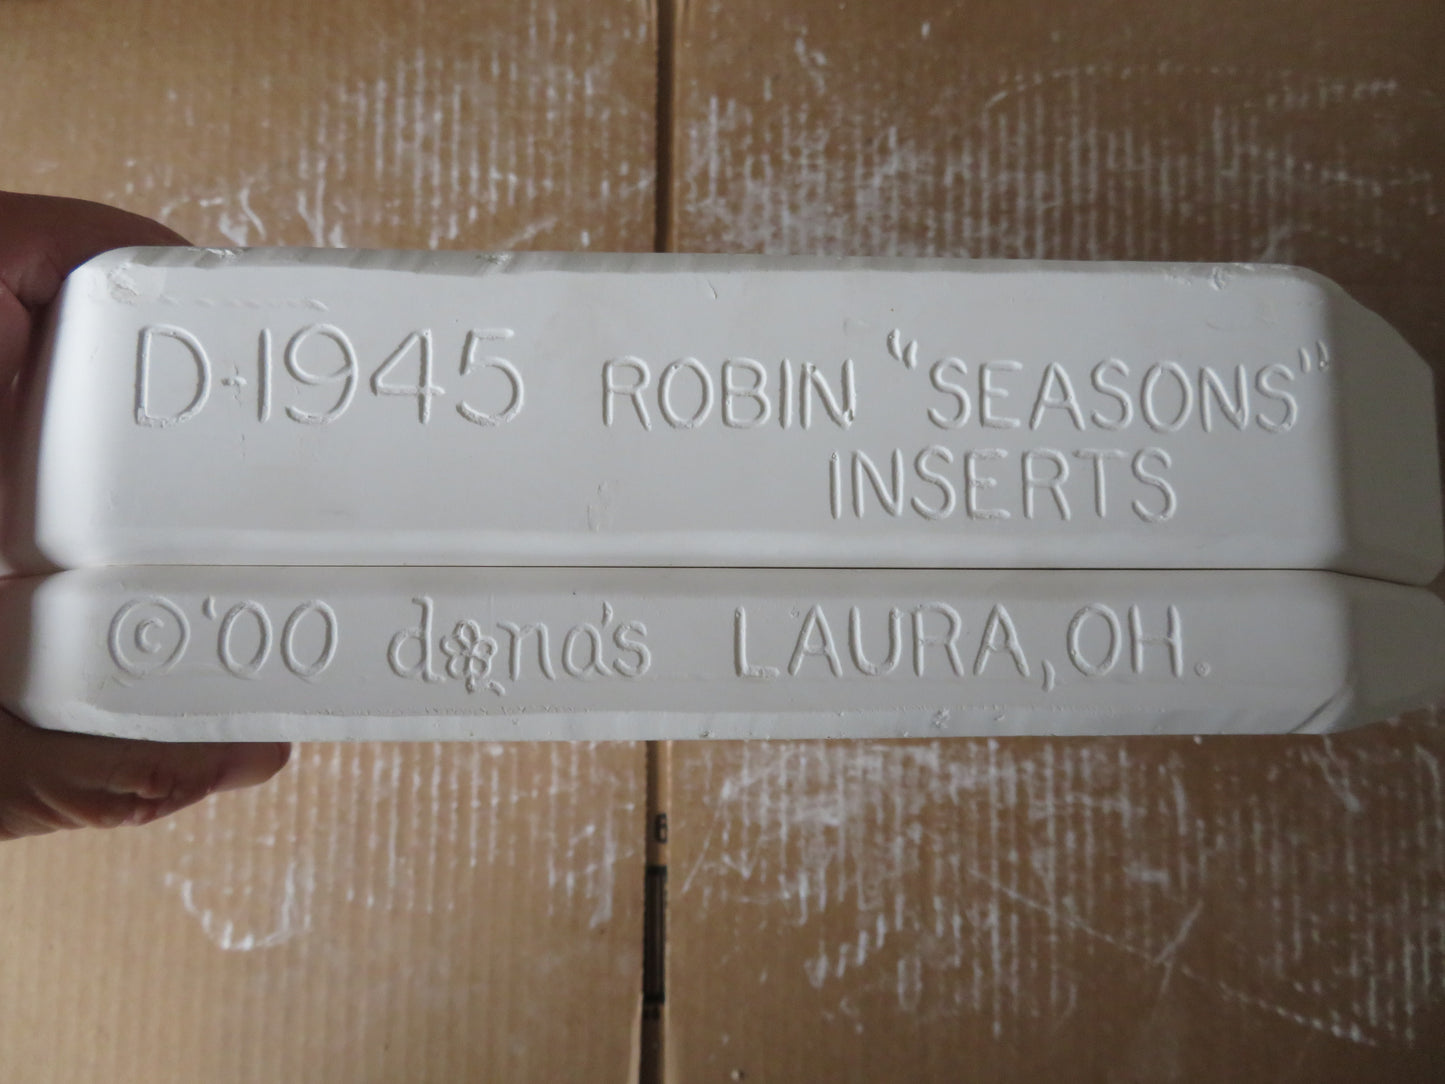 D-1945 ROBIN "SEASONS"
INSERTS
© '00 dona's LAURA, OH.
B